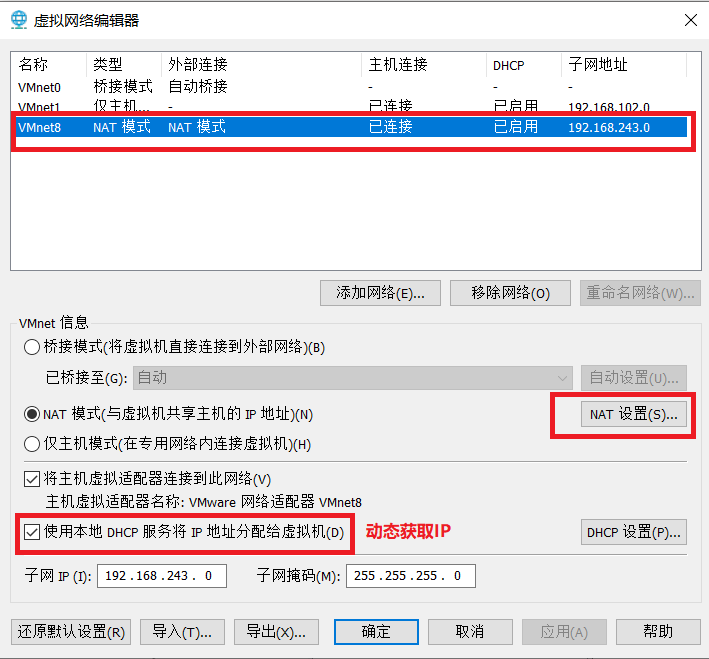 虚拟网络编辑器
名称 类型 外部连接 主机连接 DHCP 子网地址
VMnet0 桥接模式 自动桥接 - - -
VMnet1 仅主机... - 已连接 已启用 192.168.102.0
VMnet8 NAT 模式 NAT 模式 已连接 已启用 192.168.243.0
添加网络(E)... 移除网络(O) 重命名网络(W)...
VMnet 信息
桥接模式(将虚拟机直接连接到外部网络)(B)
已桥接至(G): 自动 自动设置(U)...
NAT 模式(与虚拟机共享主机的 IP 地址)(N) NAT 设置(S)...
仅主机模式(在专用网络内连接虚拟机)(H)
将主机虚拟适配器连接到此网络(V)
主机虚拟适配器名称: VMware 网络适配器 VMnet8
使用本地 DHCP 服务将 IP 地址分配给虚拟机(D) 动态获取IP DHCP 设置(P)...
子网 IP (I): 192.168.243. 0 子网掩码(M): 255.255.255. 0
还原默认设置(R) 导入(T)... 导出(X)... 确定 取消 应用(A) 帮助